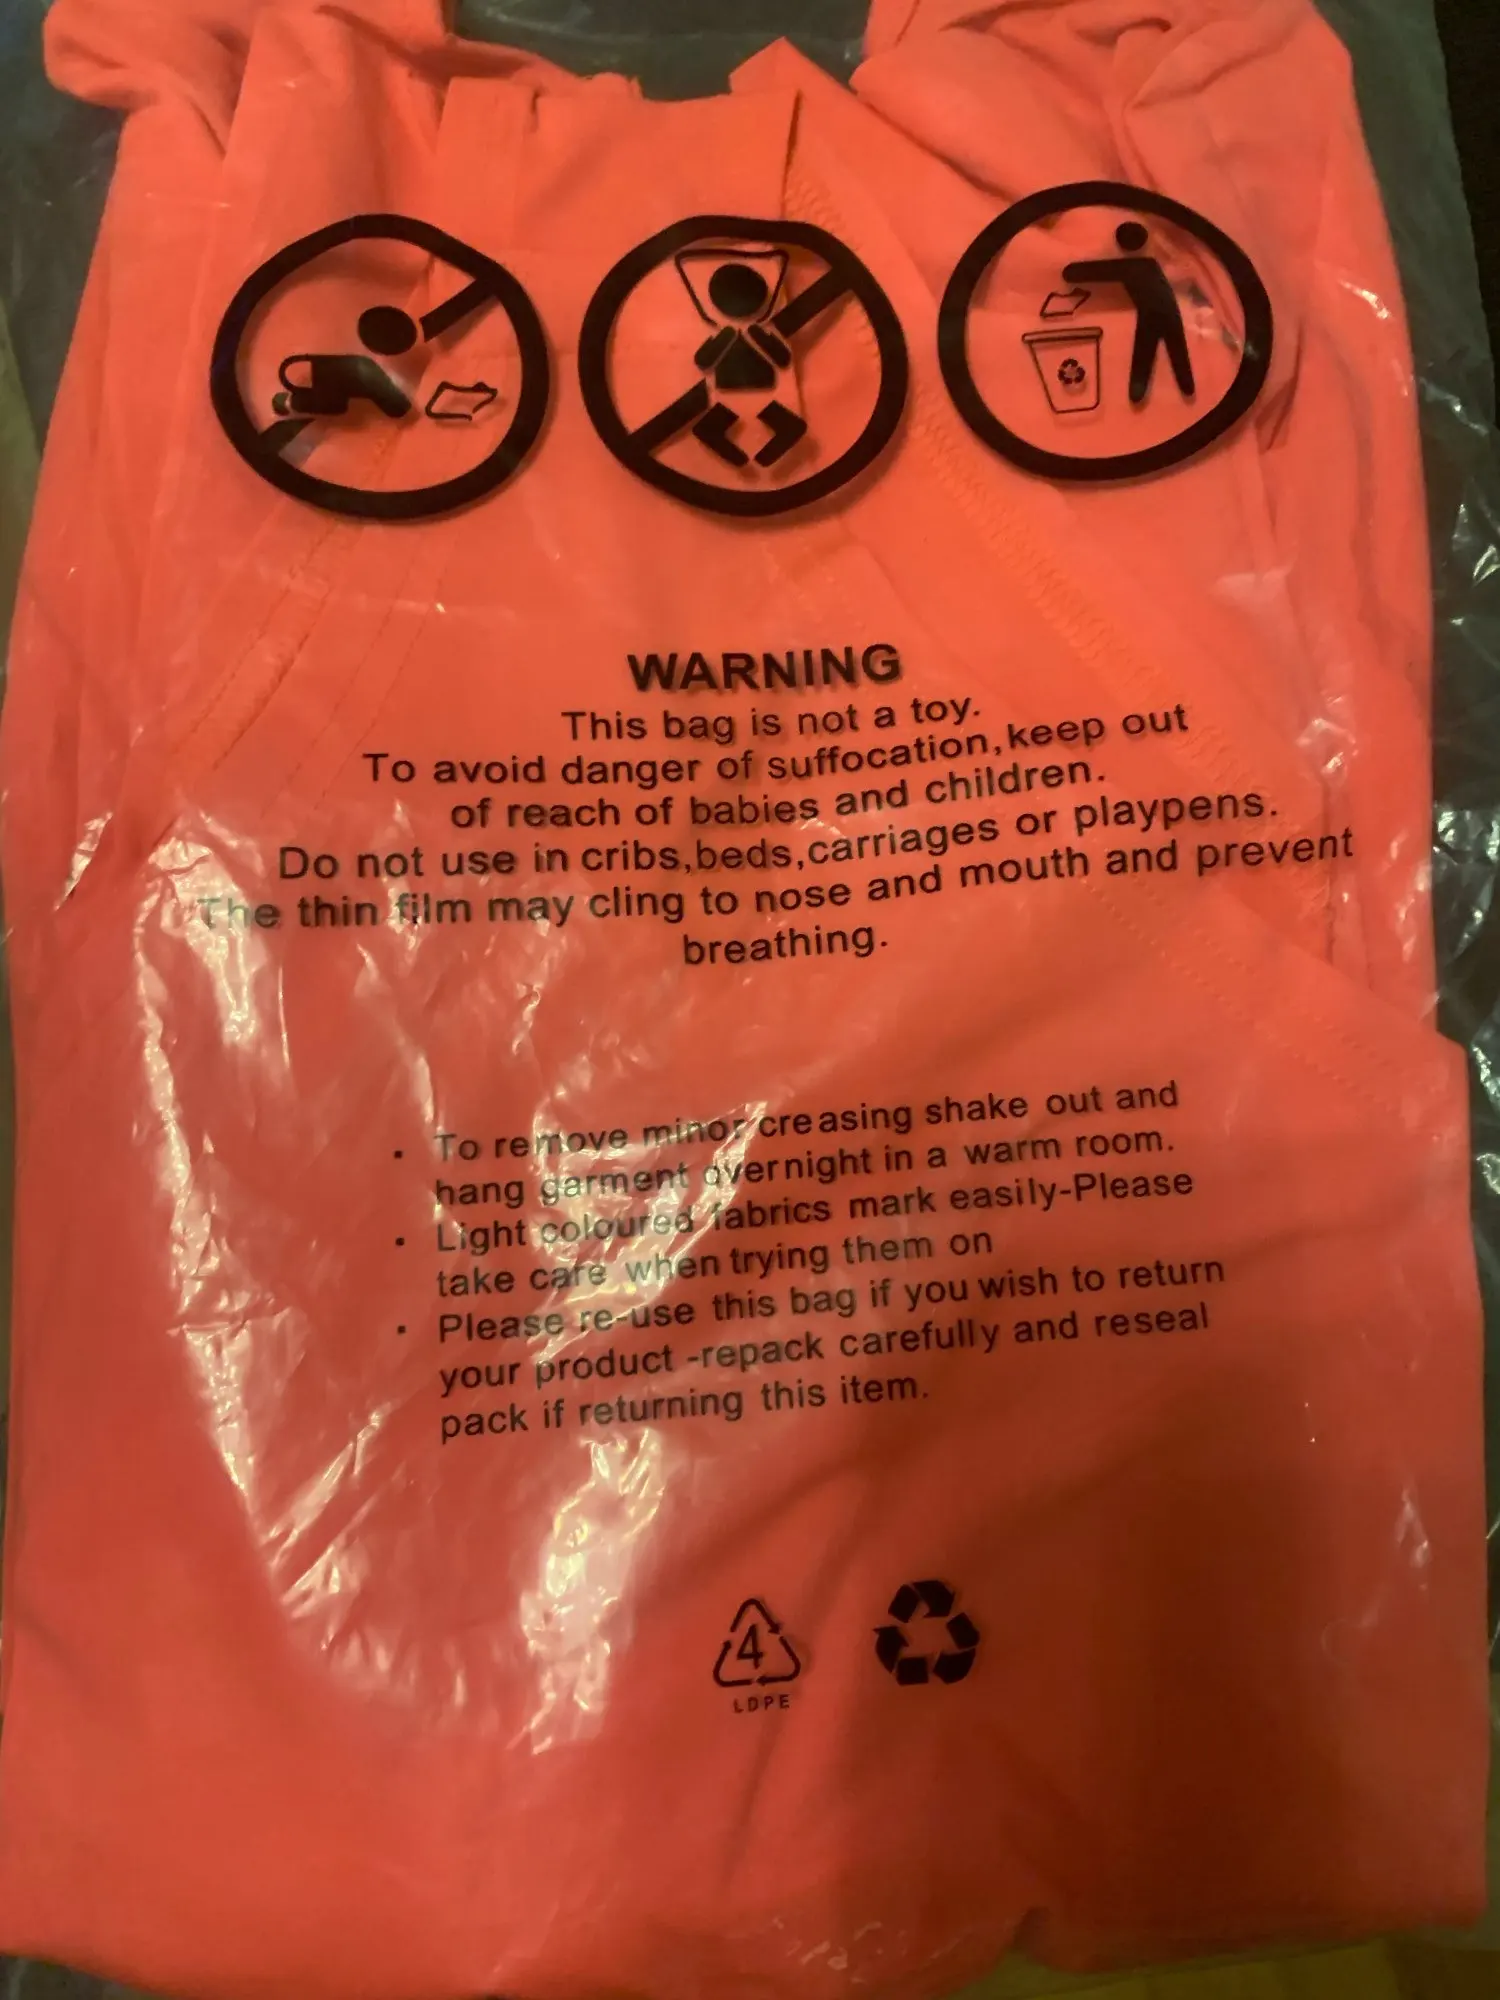 WARNING
This bag is not a toy.
To avoid danger of suffocation,keep out
of reach of babies and children.
Do not use in cribs,beds,carriages or playpens.
The thin film may cling to nose and mouth and prevent
breathing.
· To remove minor creasing shake out and
hang garment overnight in a warm room.
· Light coloured fabrics mark easily-Please
take care when trying them on
· Please re-use this bag if you wish to return
your product -repack carefully and reseal
pack if returning this item.
4
LDPE